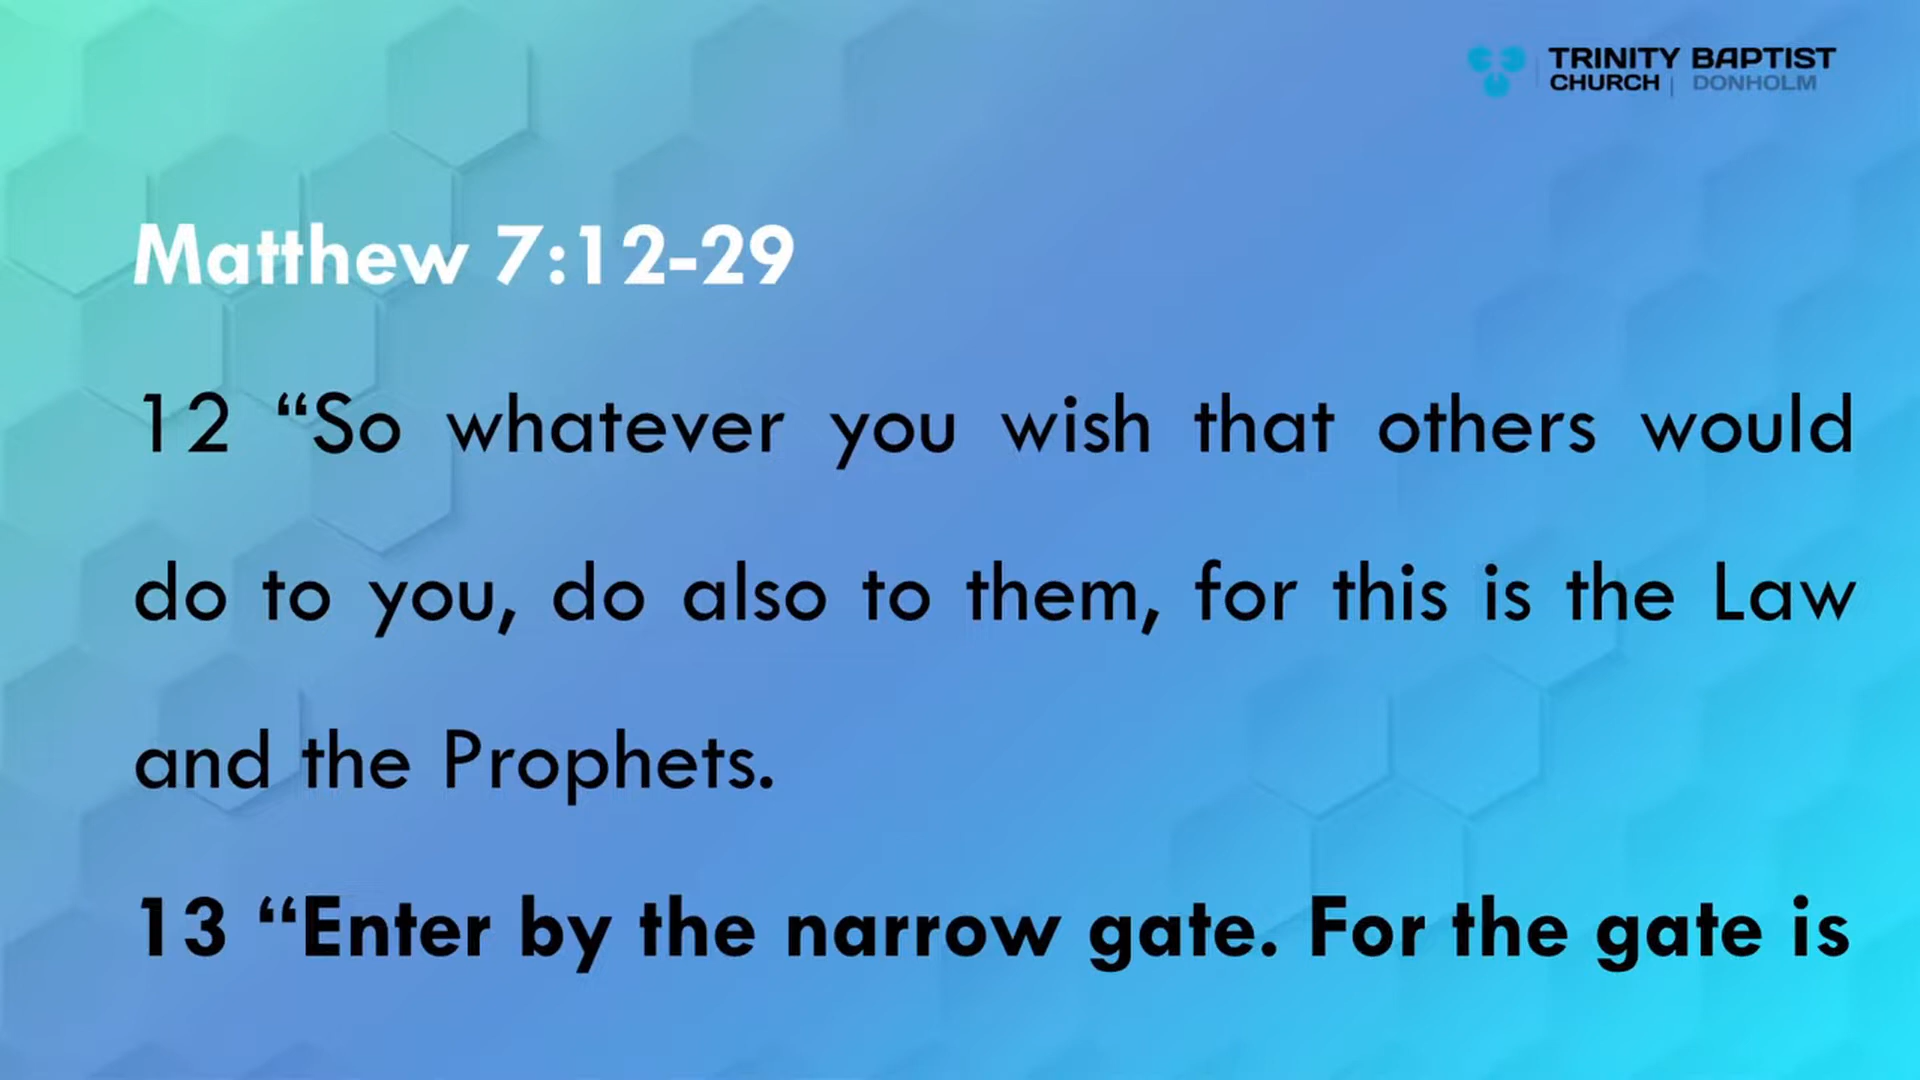 TRINITY BAPTIST
CHURCH | DONHOLM
Matthew 7:12-29
12 “So whatever you wish that others would
do to you, do also to them, for this is the Law
and the Prophets.
13 “Enter by the narrow gate. For the gate is